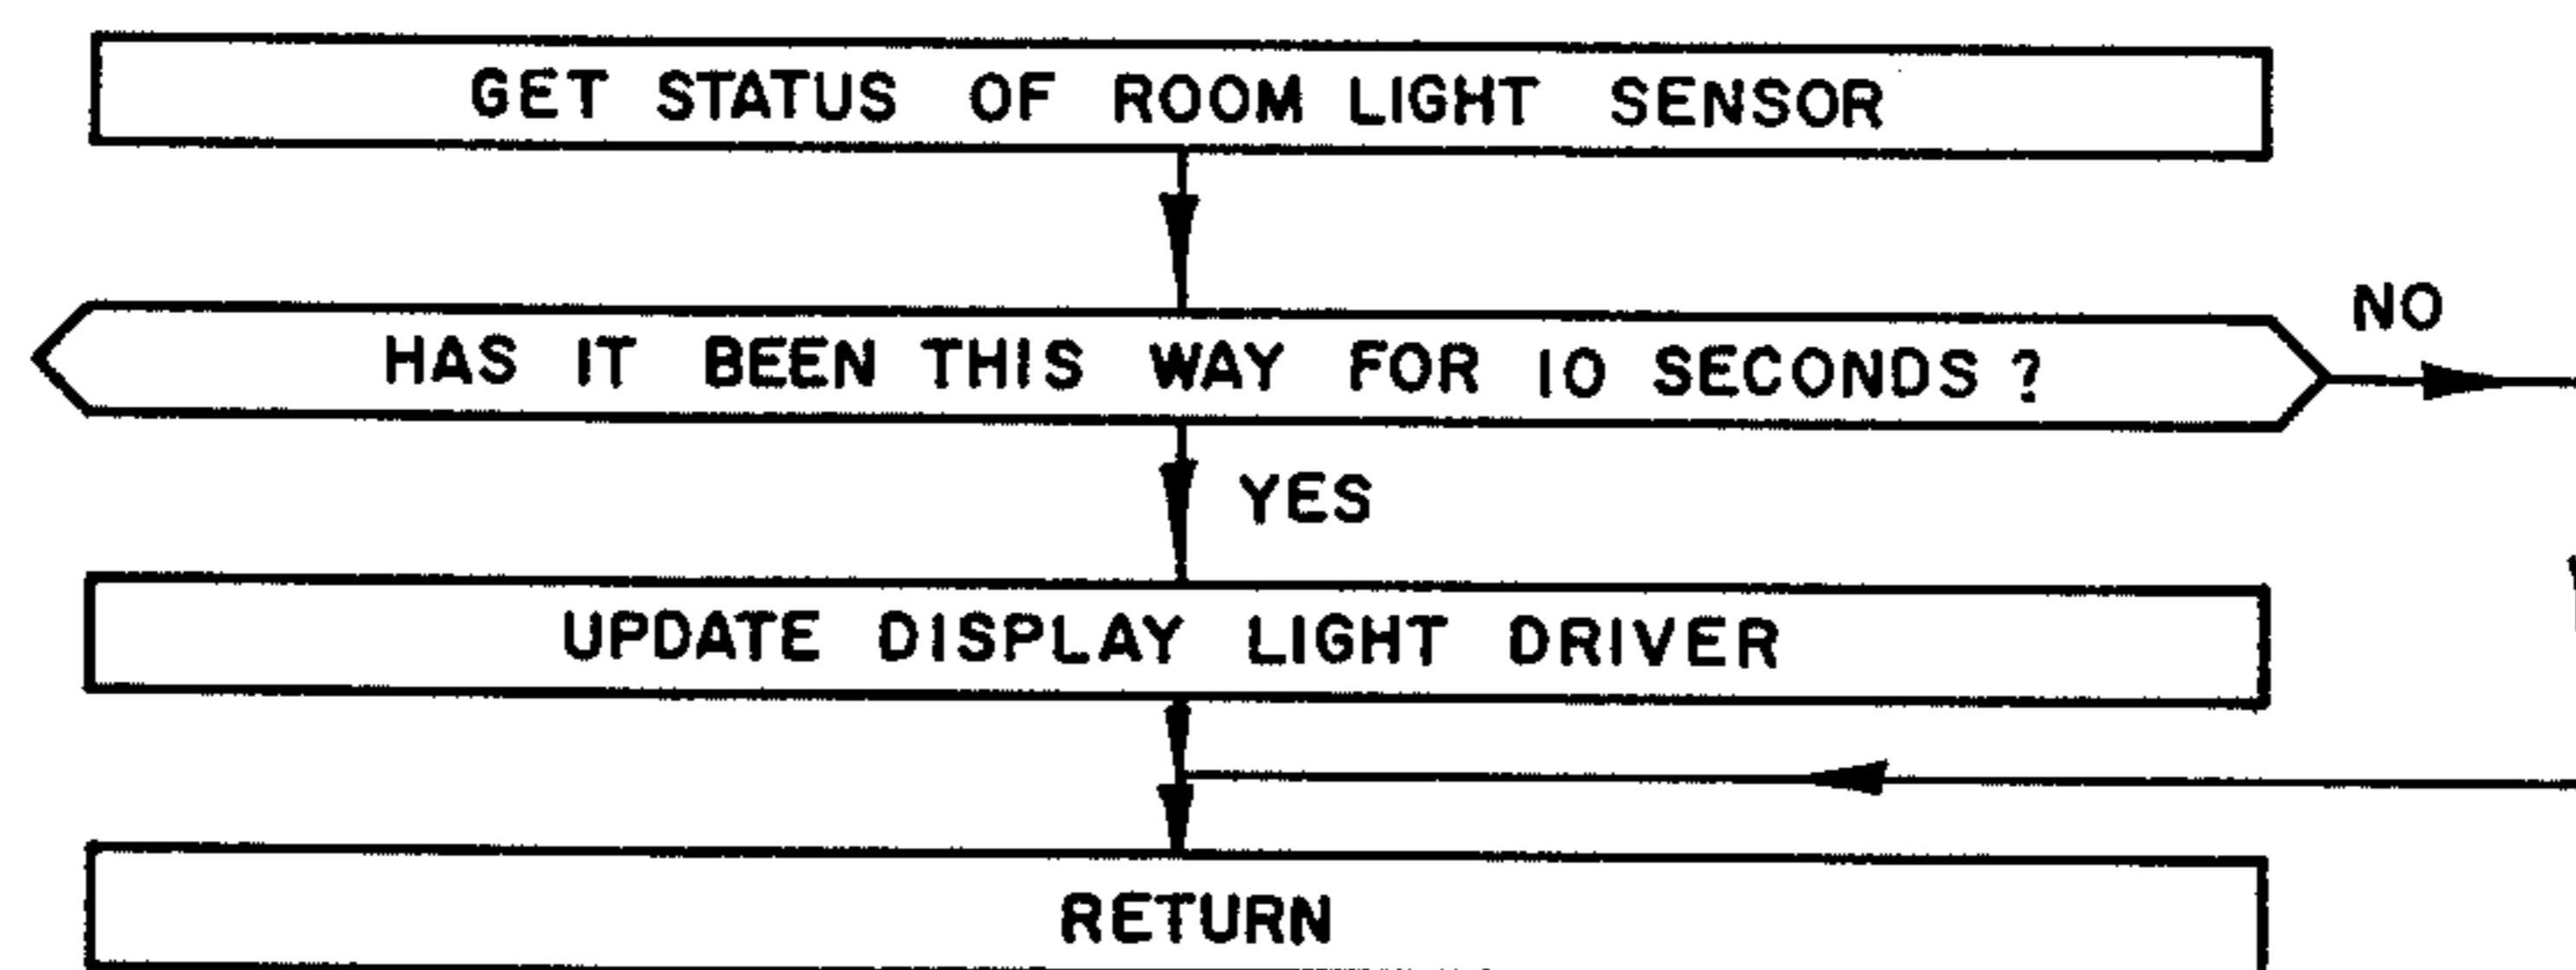 GET STATUS OF ROOM LIGHT SENSOR
HAS IT BEEN THIS WAY FOR 10 SECONDS ?
NO
YES
UPDATE DISPLAY LIGHT DRIVER
RETURN